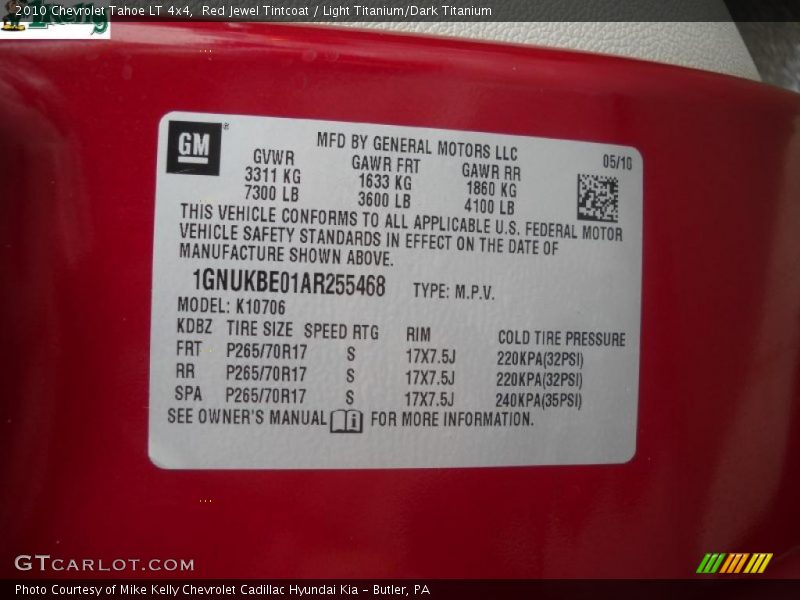 2010 Chevrolet Tahoe LT 4x4, Red Jewel Tintcoat / Light Titanium/Dark Titanium
GM®
MFD BY GENERAL MOTORS LLC
05/10
GVWR GAWR FRT GAWR RR
3311 KG 1633 KG 1860 KG
7300 LB 3600 LB 4100 LB
THIS VEHICLE CONFORMS TO ALL APPLICABLE U.S. FEDERAL MOTOR
VEHICLE SAFETY STANDARDS IN EFFECT ON THE DATE OF
MANUFACTURE SHOWN ABOVE.
1GNUKBE01AR255468 TYPE: M.P.V.
MODEL: K10706
KDBZ TIRE SIZE SPEED RTG RIM COLD TIRE PRESSURE
FRT P265/70R17 S 17X7.5J 220KPA(32PSI)
RR P265/70R17 S 17X7.5J 220KPA(32PSI)
SPA P265/70R17 S 17X7.5J 240KPA(35PSI)
SEE OWNER'S MANUAL i FOR MORE INFORMATION.
GTCARLOT.COM
Photo Courtesy of Mike Kelly Chevrolet Cadillac Hyundai Kia - Butler, PA